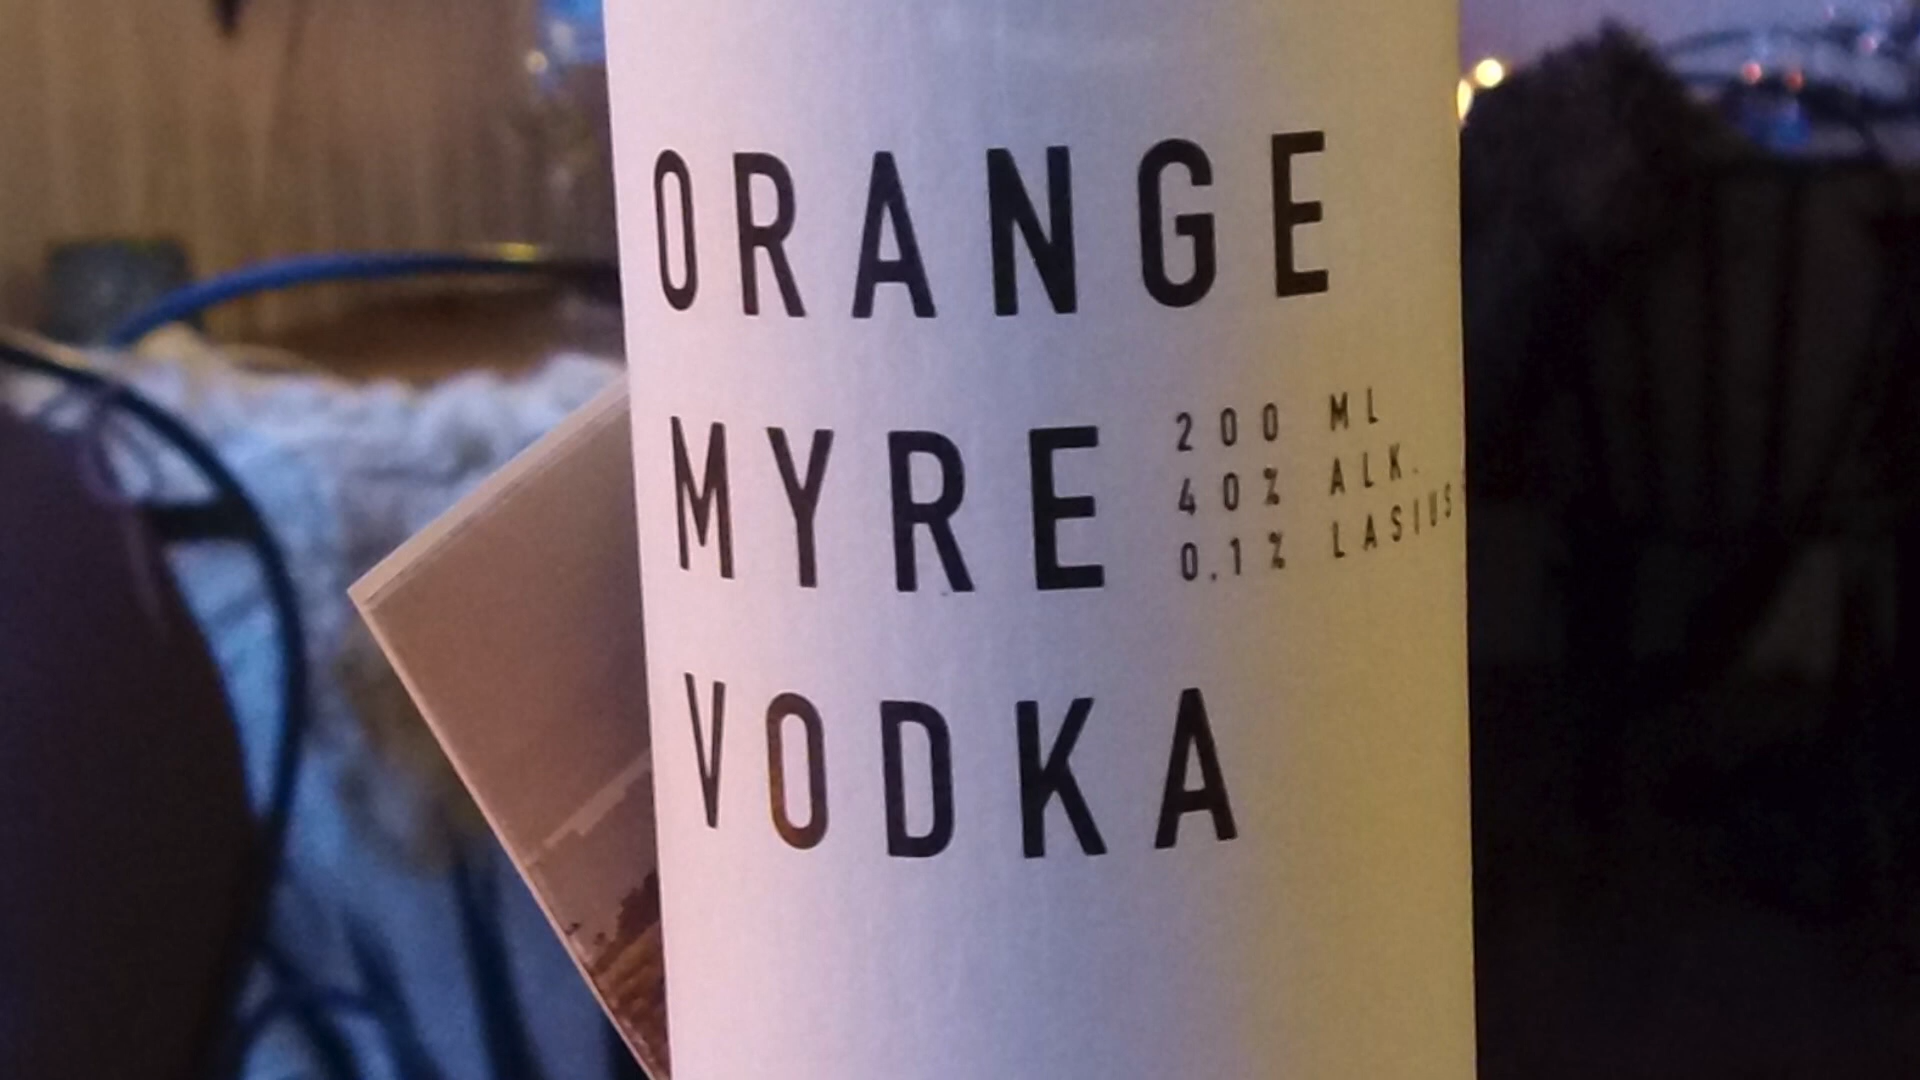 ORANGE
MYRE
200 ML
40% ALK.
0.1% LASIUS
VODKA